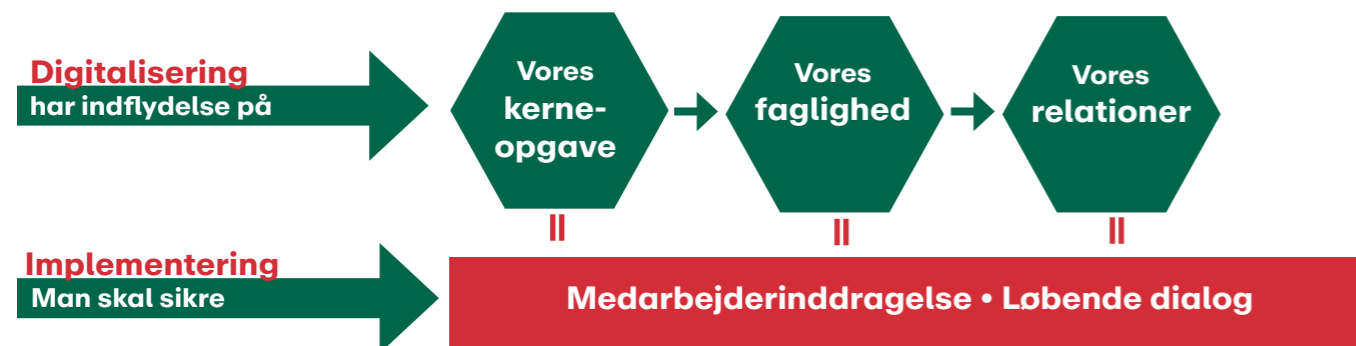 Digitalisering
har indflydelse på
Vores
kerne-
opgave
Vores
faglighed
Vores
relationer
Implementering
Man skal sikre
Medarbejderinddragelse • Løbende dialog